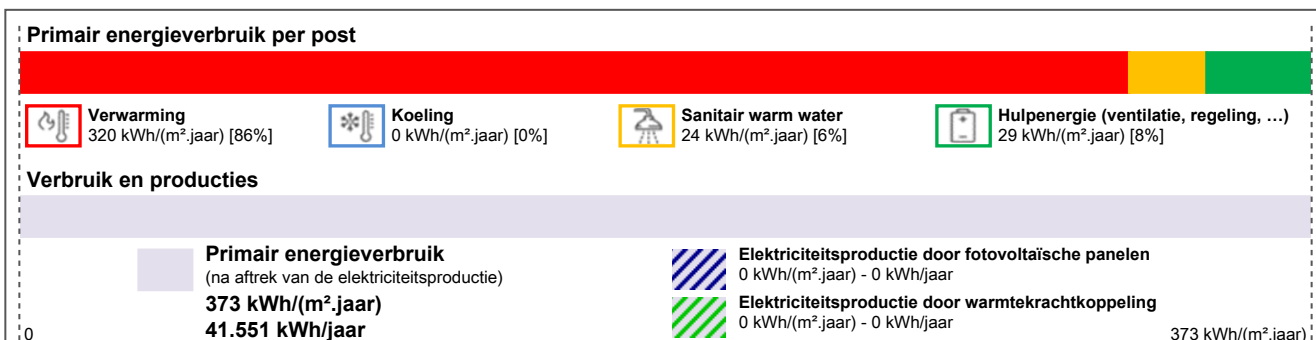 Primair energieverbruik per post
Verwarming
320 kWh/(m².jaar) [86%]
Koeling
0 kWh/(m².jaar) [0%]
Sanitair warm water
24 kWh/(m².jaar) [6%]
Hulpenergie (ventilatie, regeling, …)
29 kWh/(m².jaar) [8%]
Verbruik en producties
Primair energieverbruik
(na aftrek van de elektriciteitsproductie)
373 kWh/(m².jaar)
41.551 kWh/jaar
Elektriciteitsproductie door fotovoltaïsche panelen
0 kWh/(m².jaar) - 0 kWh/jaar
Elektriciteitsproductie door warmtekrachtkoppeling
0 kWh/(m².jaar) - 0 kWh/jaar
0
373 kWh/(m².jaar)